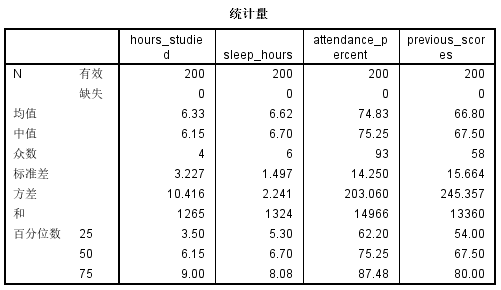 统计量
hours_studie attendance_p previous_scor
d sleep_hours ercent es
N 有效 200 200 200 200
缺失 0 0 0 0
均值 6.33 6.62 74.83 66.80
中值 6.15 6.70 75.25 67.50
众数 4 6 93 58
标准差 3.227 1.497 14.250 15.664
方差 10.416 2.241 203.060 245.357
和 1265 1324 14966 13360
百分位数 25 3.50 5.30 62.20 54.00
50 6.15 6.70 75.25 67.50
75 9.00 8.08 87.48 80.00